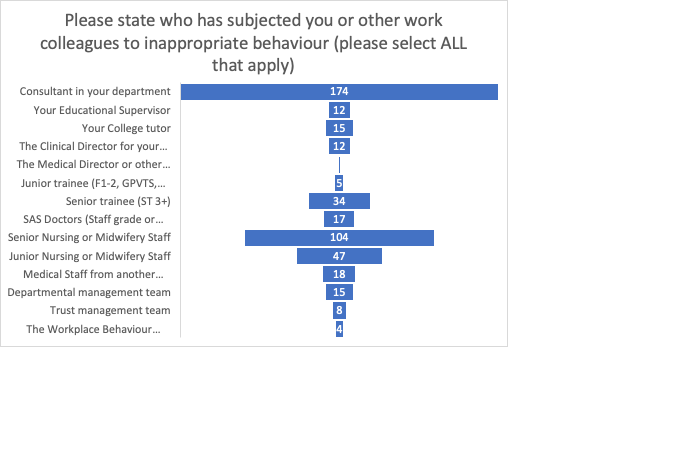 Please state who has subjected you or other work
colleagues to inappropriate behaviour (please select ALL
that apply)
Consultant in your department 174
Your Educational Supervisor 12
Your College tutor 15
The Clinical Director for your... 12
The Medical Director or other...
Junior trainee (F1-2, GPVTS,... 5
Senior trainee (ST 3+) 34
SAS Doctors (Staff grade or... 17
Senior Nursing or Midwifery Staff 104
Junior Nursing or Midwifery Staff 47
Medical Staff from another... 18
Departmental management team 15
Trust management team 8
The Workplace Behaviour... 4